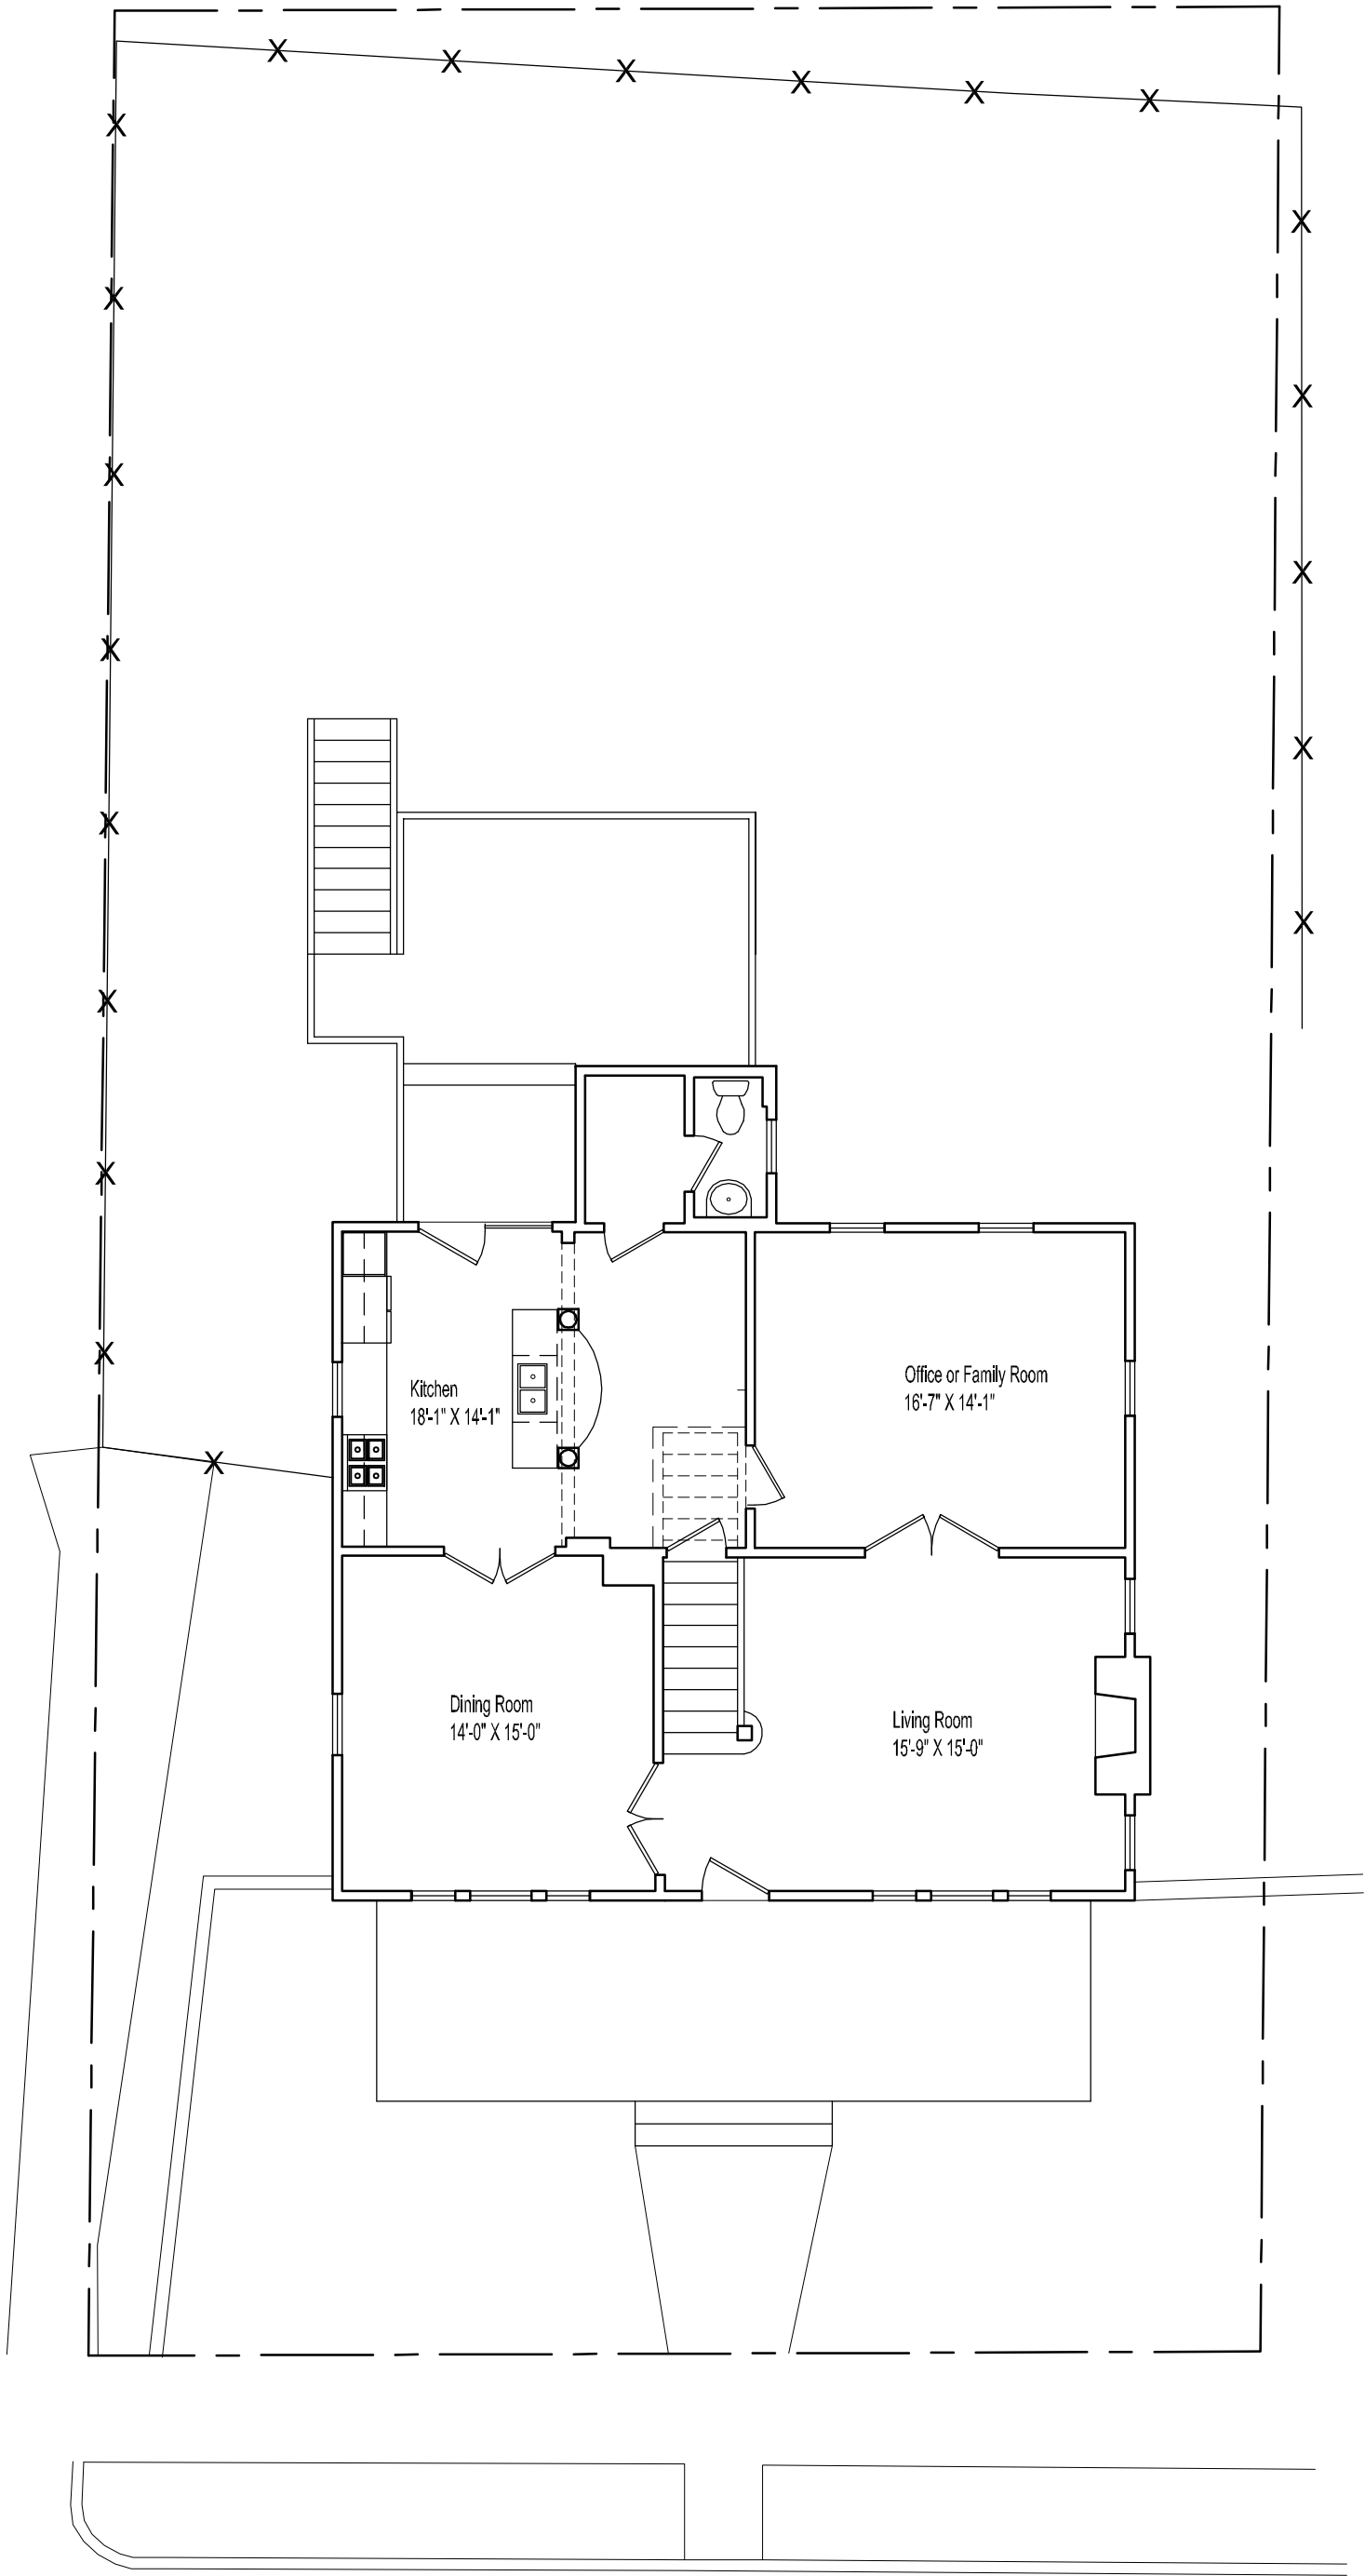 Kitchen
18'-1" X 14'-1"
Office or Family Room
16'-7" X 14'-1"
Dining Room
14'-0" X 15'-0"
Living Room
15'-9" X 15'-0"